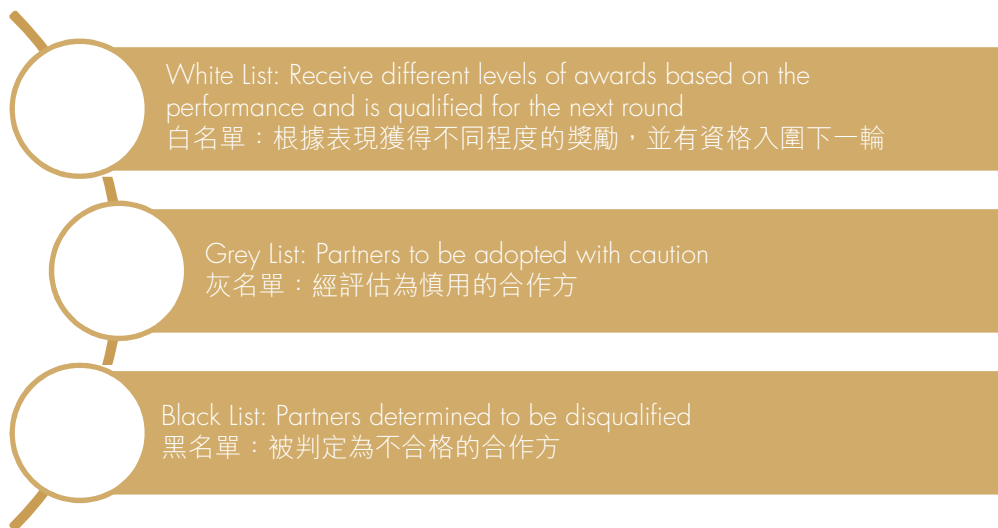 White List: Receive different levels of awards based on the
performance and is qualified for the next round
白名單：根據表現獲得不同程度的獎勵，並有資格入圍下一輪
Grey List: Partners to be adopted with caution
灰名單：經評估為慎用的合作方
Black List: Partners determined to be disqualified
黑名單：被判定為不合格的合作方